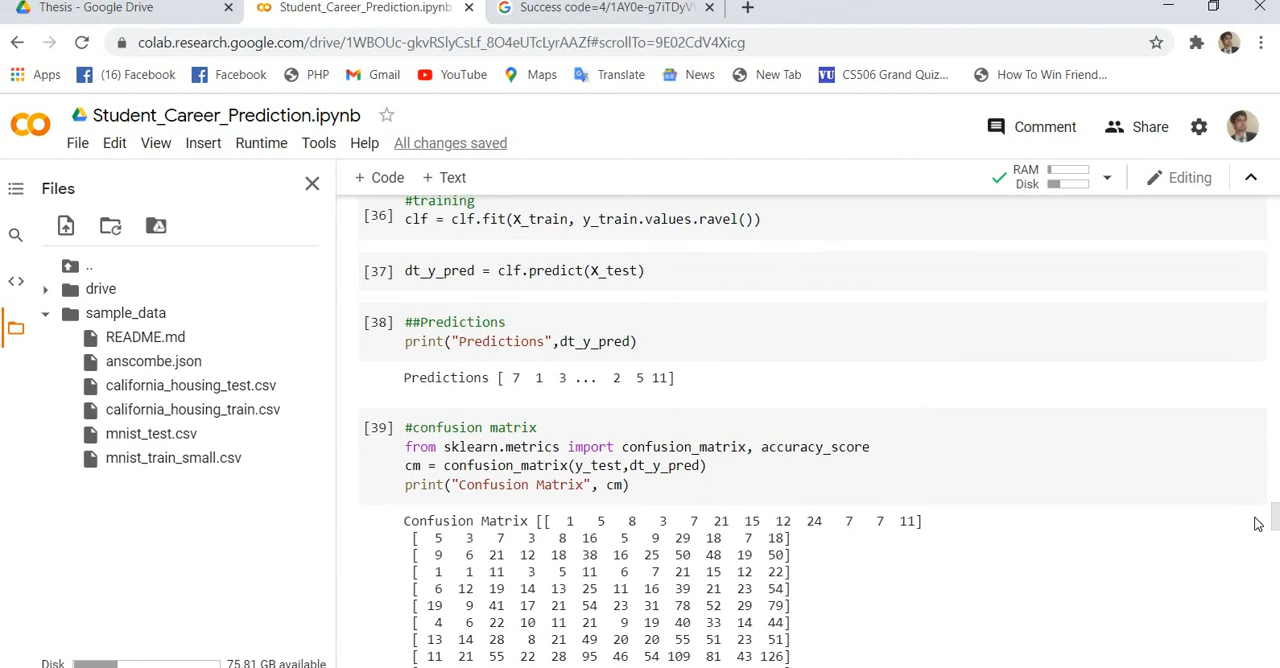 Thesis - Google Drive
Student_Career_Prediction.ipynb
Success code=4/1AY0e-g7iTDyV
colab.research.google.com/drive/1WBOUc-gkvRSlyCsLf_8O4eUTcLyrAAZf#scrollTo=9E02CdV4Xicg
Apps (16) Facebook Facebook PHP Gmail YouTube Maps Translate News New Tab VU CS506 Grand Quiz... How To Win Friend...
Student_Career_Prediction.ipynb
Comment Share
File Edit View Insert Runtime Tools Help All changes saved
Files
+ Code + Text
RAM
Disk
Editing
..
drive
sample_data
README.md
anscombe.json
california_housing_test.csv
california_housing_train.csv
mnist_test.csv
mnist_train_small.csv
Disk 75.81 GB available
#training
[36] clf = clf.fit(X_train, y_train.values.ravel())
[37] dt_y_pred = clf.predict(X_test)
[38] ##Predictions
print("Predictions",dt_y_pred)
Predictions [ 7 1 3 ... 2 5 11]
[39] #confusion matrix
from sklearn.metrics import confusion_matrix, accuracy_score
cm = confusion_matrix(y_test,dt_y_pred)
print("Confusion Matrix", cm)
Confusion Matrix [[ 1 5 8 3 7 21 15 12 24 7 7 11]
[ 5 3 7 3 8 16 5 9 29 18 7 18]
[ 9 6 21 12 18 38 16 25 50 48 19 50]
[ 1 1 11 3 5 11 6 7 21 15 12 22]
[ 6 12 19 14 13 25 11 16 39 21 23 54]
[ 19 9 41 17 21 54 23 31 78 52 29 79]
[ 4 6 22 10 11 21 9 19 40 33 14 44]
[ 13 14 28 8 21 49 20 20 55 51 23 51]
[ 11 21 55 22 28 95 46 54 109 81 43 126]